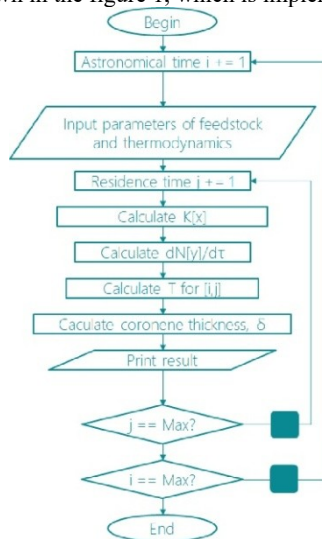 wn in the figure 1, which is implem
Begin
Astronomical time i += 1
Input parameters of feedstock
and thermodynamics
Residence time j += 1
Calculate K[x]
Calculate dN[y]/dτ
Calculate T for [i,j]
Caculate coronene thickness, δ
Print result
j == Max?
i == Max?
End